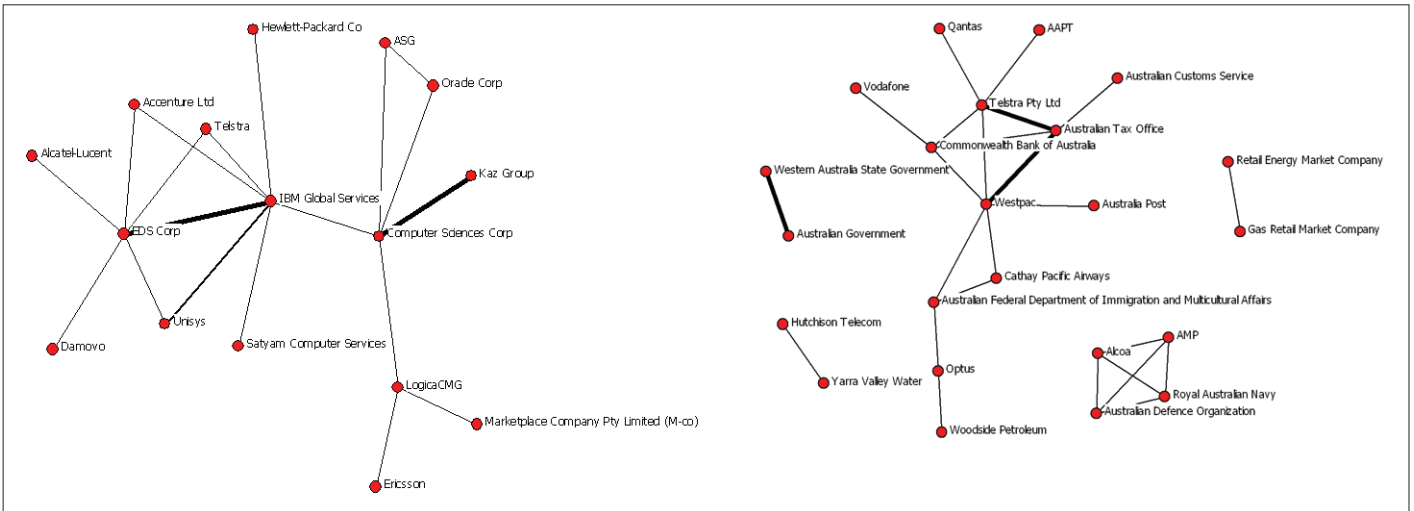 Hewlett-Packard Co
ASG
Oracle Corp
Accenture Ltd
Telstra
Alcatel-Lucent
Kaz Group
IBM Global Services
EDS Corp
Computer Sciences Corp
Unisys
Damovo
Satyam Computer Services
LogicaCMG
Marketplace Company Pty Limited (M-co)
Ericsson
Qantas
AAPT
Vodafone
Australian Customs Service
Telstra Pty Ltd
Australian Tax Office
Commonwealth Bank of Australia
Western Australia State Government
Retail Energy Market Company
Westpac
Australia Post
Australian Government
Gas Retail Market Company
Cathay Pacific Airways
Australian Federal Department of Immigration and Multicultural Affairs
Hutchison Telecom
AMP
Alcoa
Optus
Yarra Valley Water
Royal Australian Navy
Australian Defence Organization
Woodside Petroleum